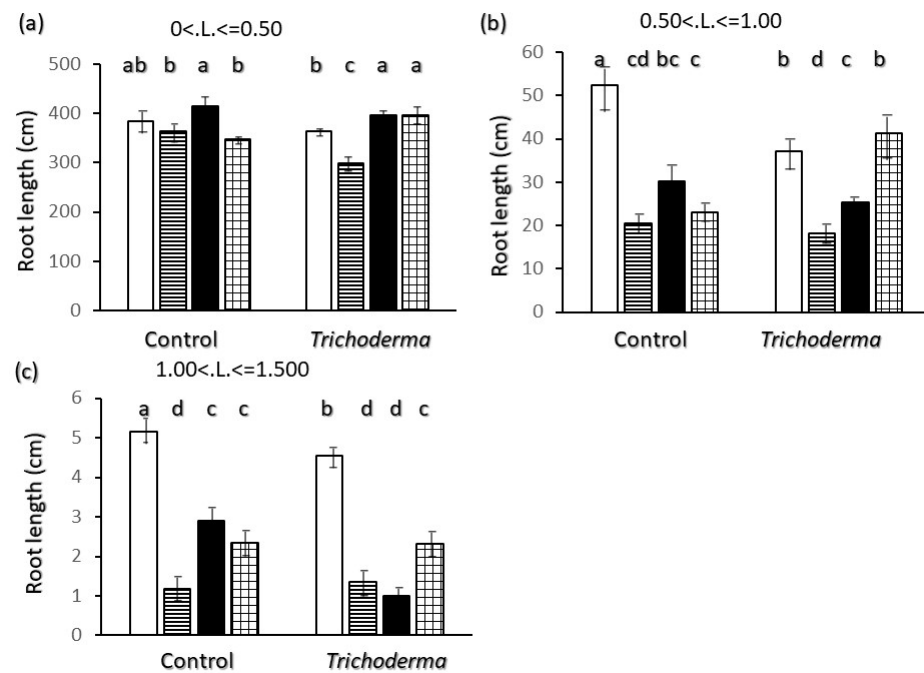 (a)
0<.L.<=0.50
ab b a b b c a a
500
400
300
200
100
0
Root length (cm)
Control Trichoderma
(b)
0.50<.L.<=1.00
a cd bc c b d c b
60
50
40
30
20
10
0
Root length (cm)
Control Trichoderma
(c)
1.00<.L.<=1.500
a d c c b d d c
6
5
4
3
2
1
0
Root length (cm)
Control Trichoderma